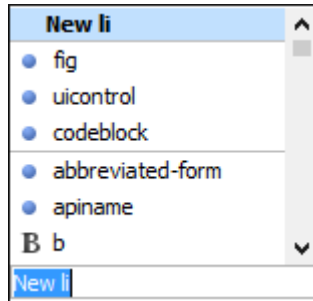 New li
fig
uicontrol
codeblock
abbreviated-form
apiname
B b
New li